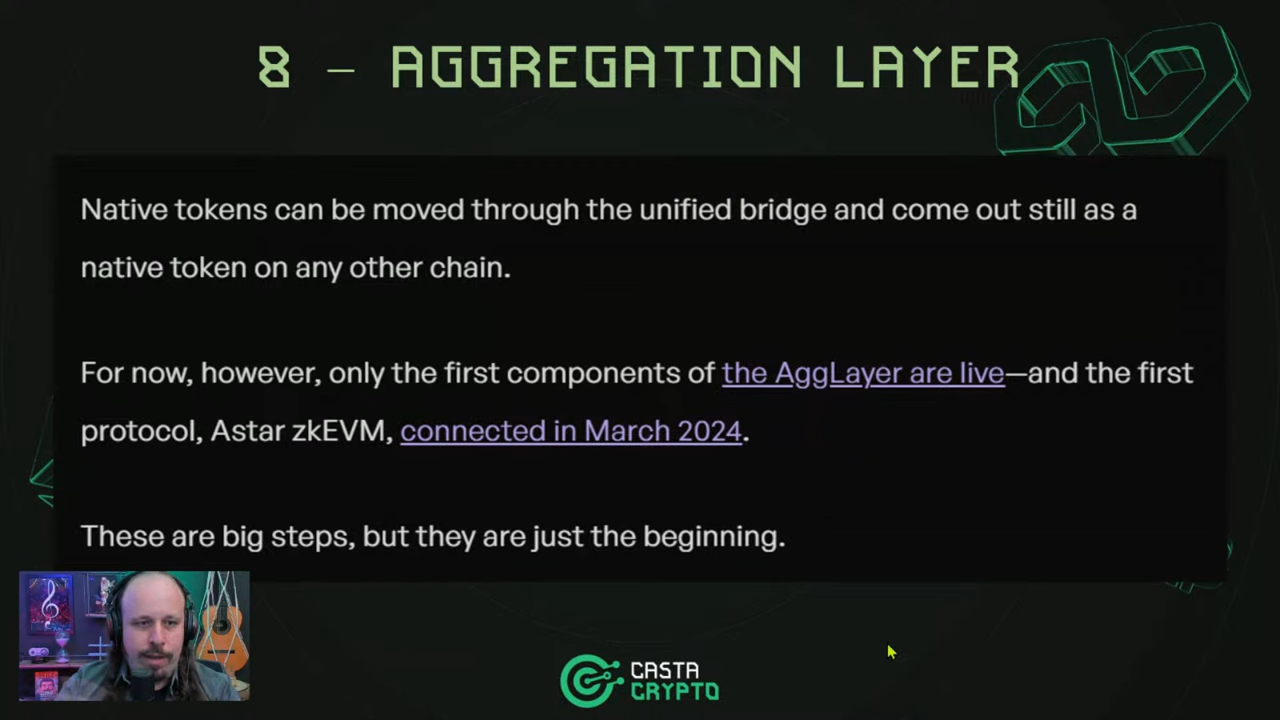 8 – AGGREGATION LAYER
Native tokens can be moved through the unified bridge and come out still as a
native token on any other chain.
For now, however, only the first components of the AggLayer are live—and the first
protocol, Astar zkEVM, connected in March 2024.
These are big steps, but they are just the beginning.
CASTA
CRYPTO